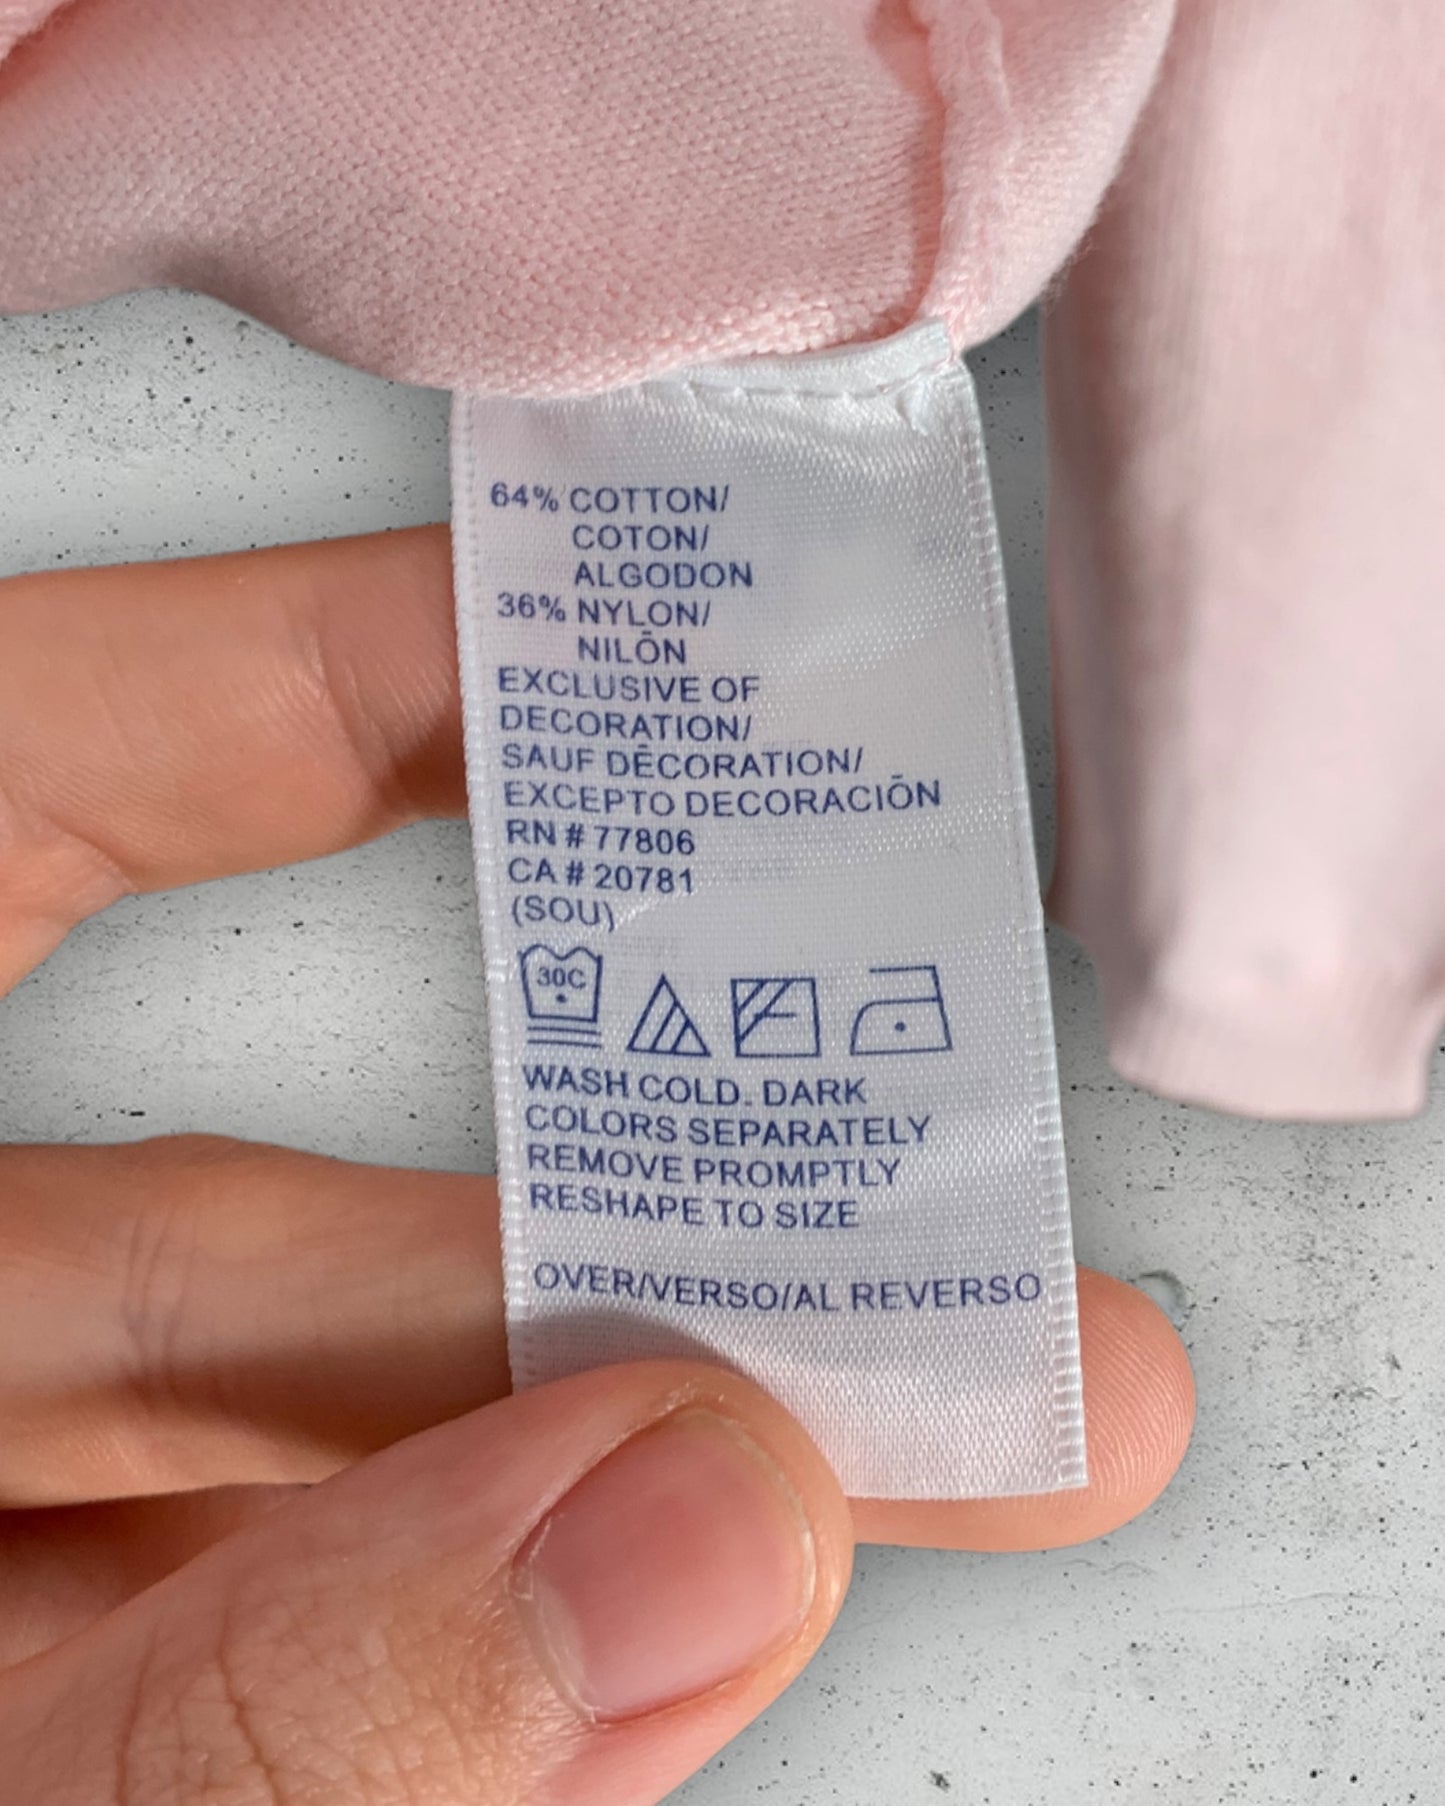 64% COTTON/
COTON/
ALGODON
36% NYLON/
NILŌN
EXCLUSIVE OF
DECORATION/
SAUF DĒCORATION/
EXCEPTO DECORACIŌN
RN # 77806
CA # 20781
(SOU)
30C
WASH COLD. DARK
COLORS SEPARATELY
REMOVE PROMPTLY
RESHAPE TO SIZE
OVER/VERSO/AL REVERSO